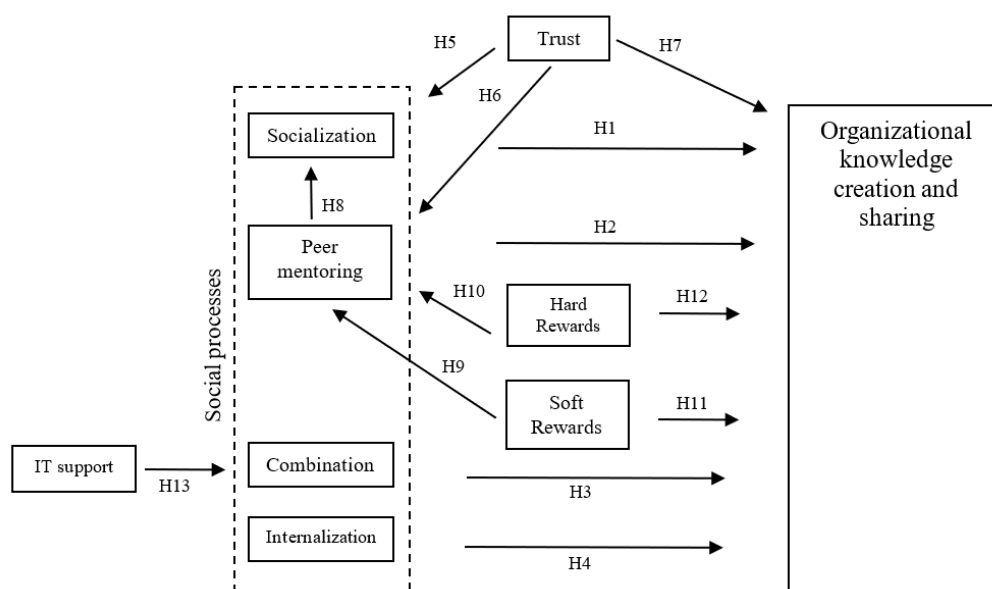 Trust
H5
H7
H6
Socialization
H1
Organizational
knowledge
creation and
sharing
H8
H2
Peer
mentoring
H10
Hard
Rewards
H12
Social processes
H9
Soft
Rewards
H11
IT support
H13
Combination
H3
Internalization
H4